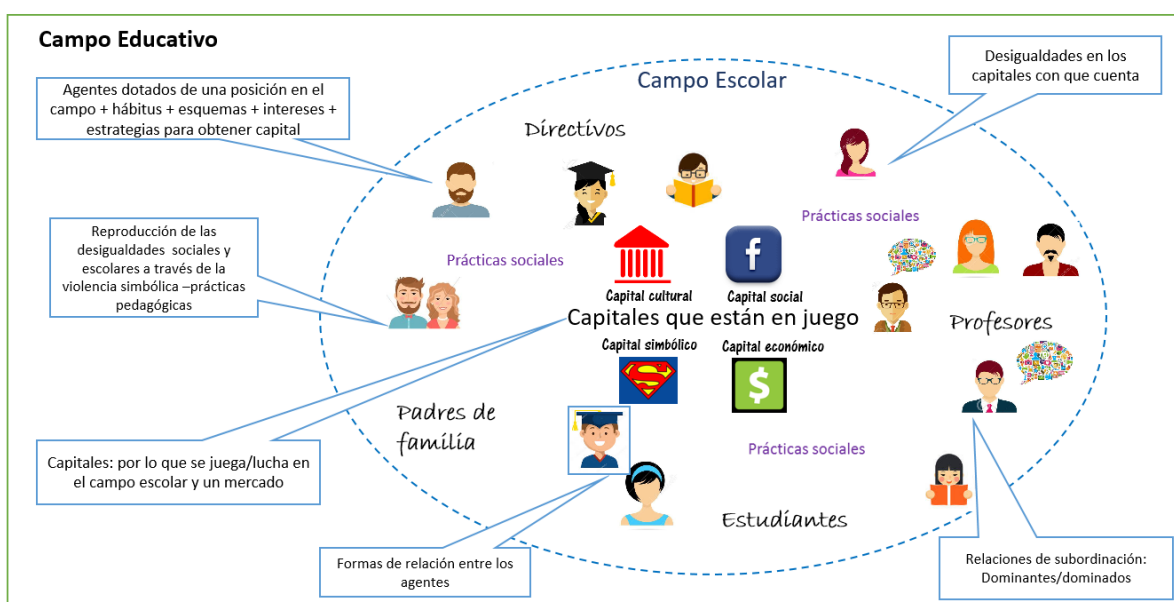 Campo Educativo
Desigualdades en los
capitales con que cuenta
Campo Escolar
Agentes dotados de una posición en el
campo + hábitus + esquemas + intereses +
estrategias para obtener capital
Directivos
Prácticas sociales
Reproducción de las
desigualdades sociales y
escolares a través de la
violencia simbólica –prácticas
pedagógicas
Prácticas sociales
f
Capital cultural
Capital social
Capitales que están en juego
Profesores
Capital simbólico
Capital económico
S
$
Padres de
familia
Prácticas sociales
Capitales: por lo que se juega/lucha en
el campo escolar y un mercado
Estudiantes
Formas de relación entre los
agentes
Relaciones de subordinación:
Dominantes/dominados